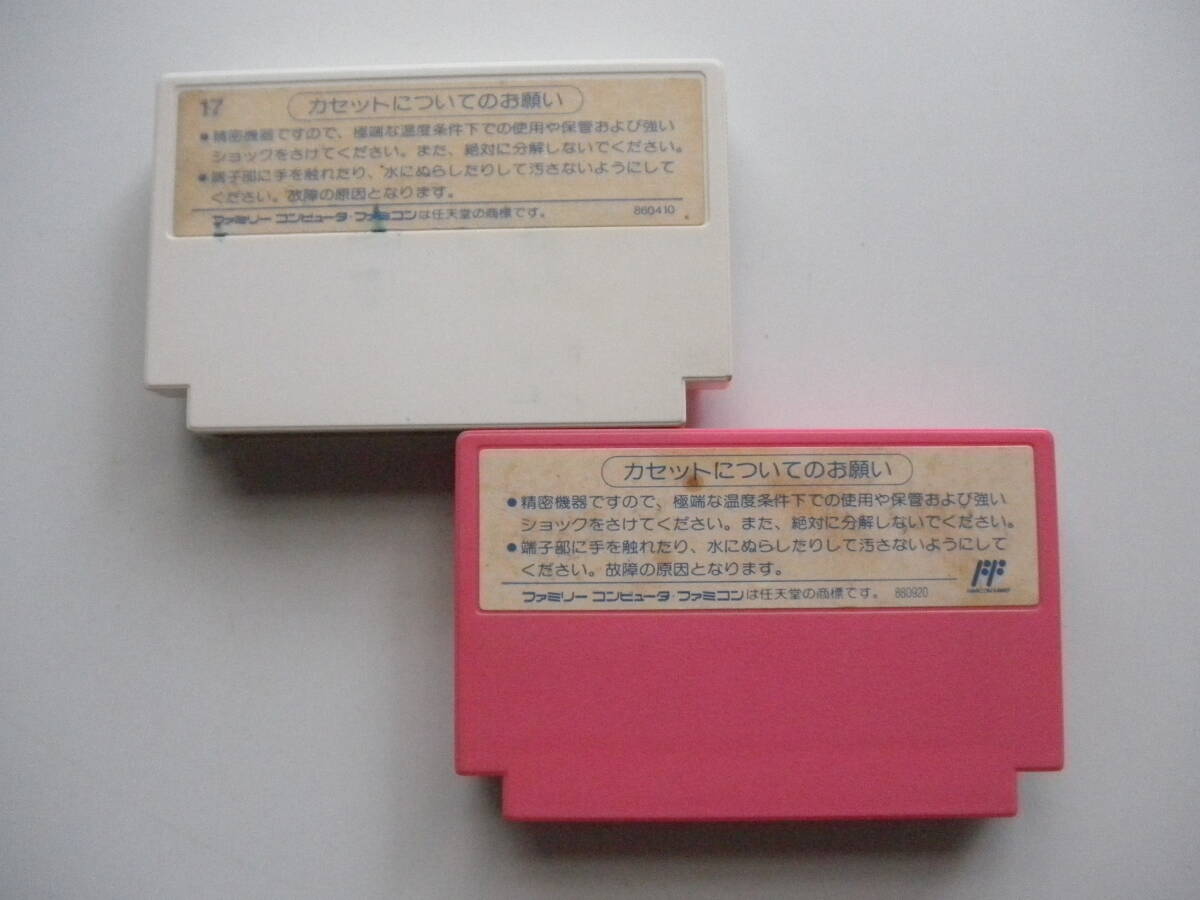 17
カセットについてのお願い
●精密機器ですので、極端な温度条件下での使用や保管および強い
ショックをさけてください。また、絶対に分解しないでください。
●端子部に手を触れたり、水にぬらしたりして汚さないようにして
ください。故障の原因となります。
ファミリー コンピュータ・ファミコンは任天堂の商標です。 860410
カセットについてのお願い
●精密機器ですので、極端な温度条件下での使用や保管および強い
ショックをさけてください。また、絶対に分解しないでください。
●端子部に手を触れたり、水にぬらしたりして汚さないようにして
ください。故障の原因となります。
ファミリー コンピュータ・ファミコンは任天堂の商標です。 880920